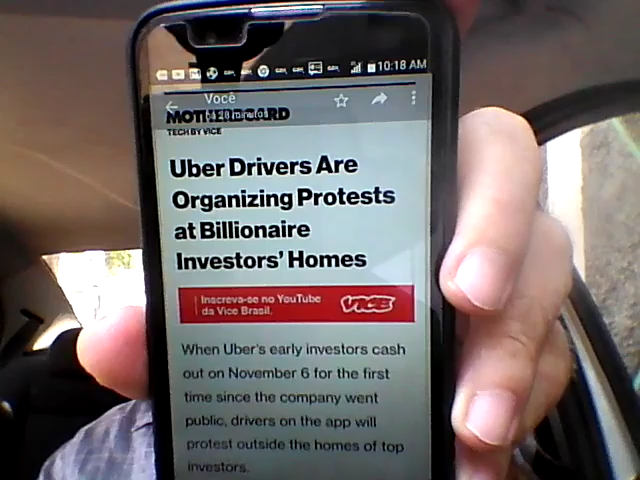 10:18 AM
Você
MOTHERBOARD
TECH BY VICE
Uber Drivers Are
Organizing Protests
at Billionaire
Investors' Homes
Inscreva-se no YouTube
da Vice Brasil.
VICE
When Uber's early investors cash
out on November 6 for the first
time since the company went
public, drivers on the app will
protest outside the homes of top
investors.